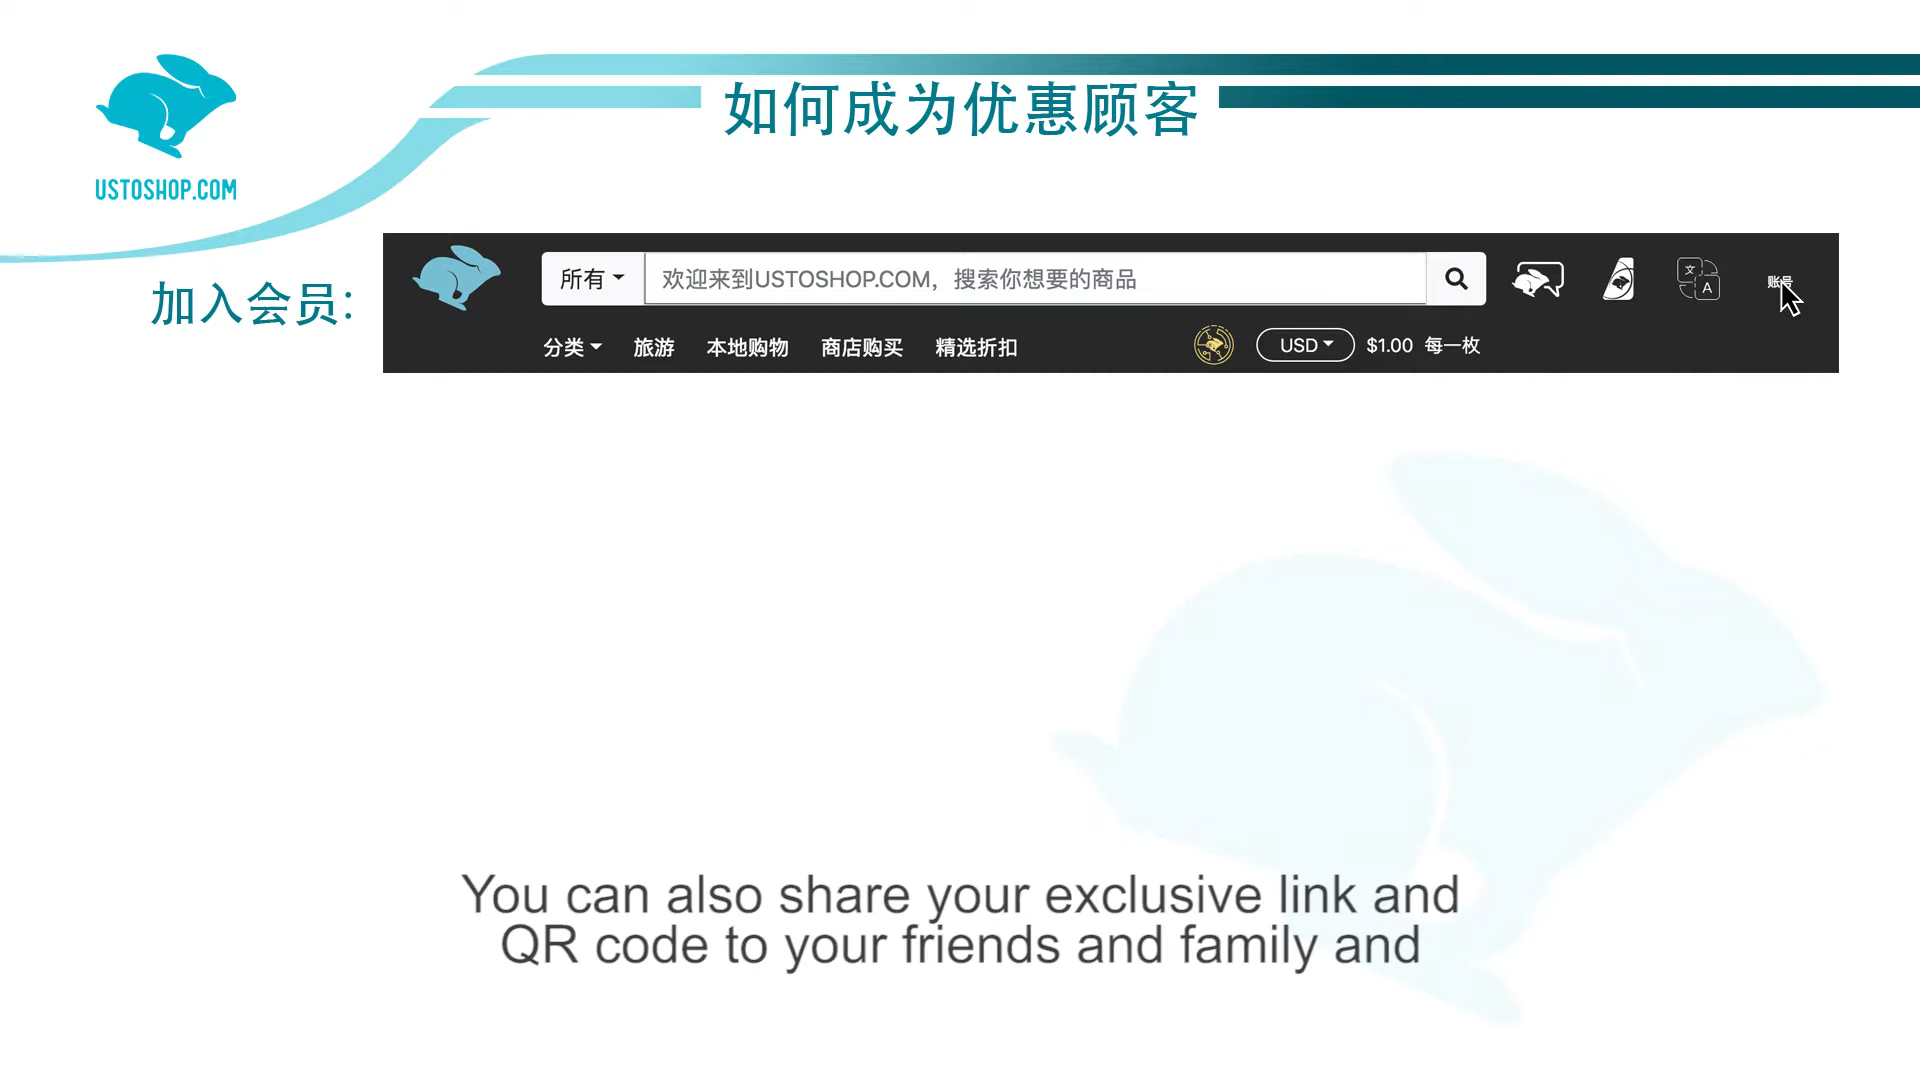 如何成为优惠顾客
USTOSHOP.COM
加入会员:
所有 欢迎来到USTOSHOP.COM，搜索你想要的商品
文 A 账号
分类 旅游 本地购物 商店购买 精选折扣 USD $1.00 每一枚
You can also share your exclusive link and
QR code to your friends and family and